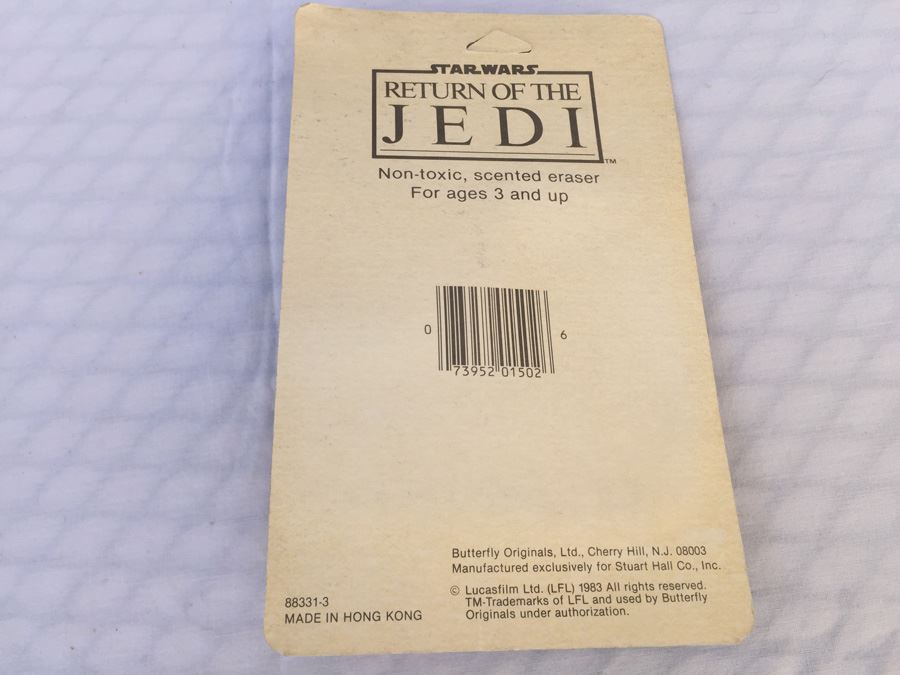 STAR WARS
RETURN OF THE
JEDI
TM
Non-toxic, scented eraser
For ages 3 and up
0 73952 01502 6
Butterfly Originals, Ltd., Cherry Hill, N.J. 08003
Manufactured exclusively for Stuart Hall Co., Inc.
© Lucasfilm Ltd. (LFL) 1983 All rights reserved.
TM-Trademarks of LFL and used by Butterfly
Originals under authorization.
88331-3
MADE IN HONG KONG